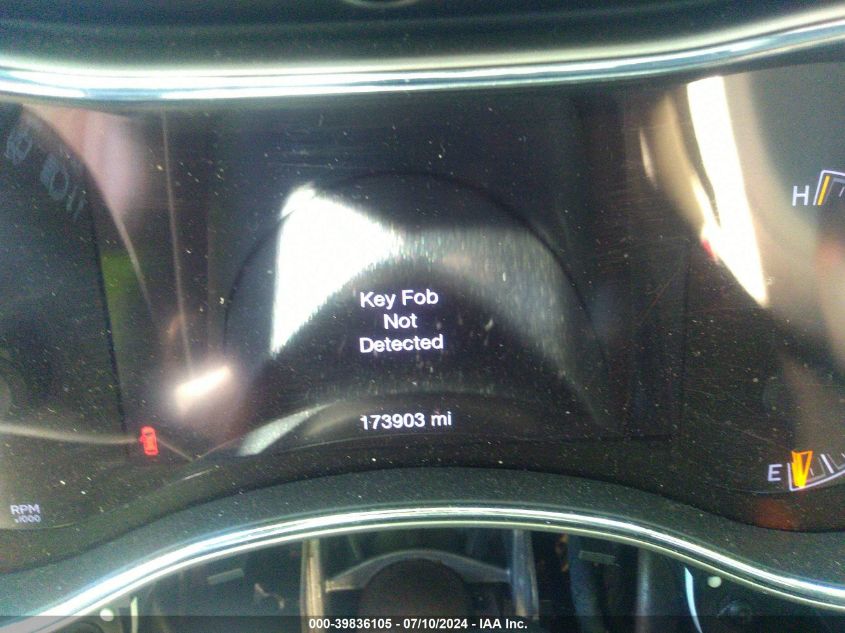 H
Key Fob
Not
Detected
173903 mi
E
RPM
x1000
000-39836105 - 07/10/2024 - IAA Inc.